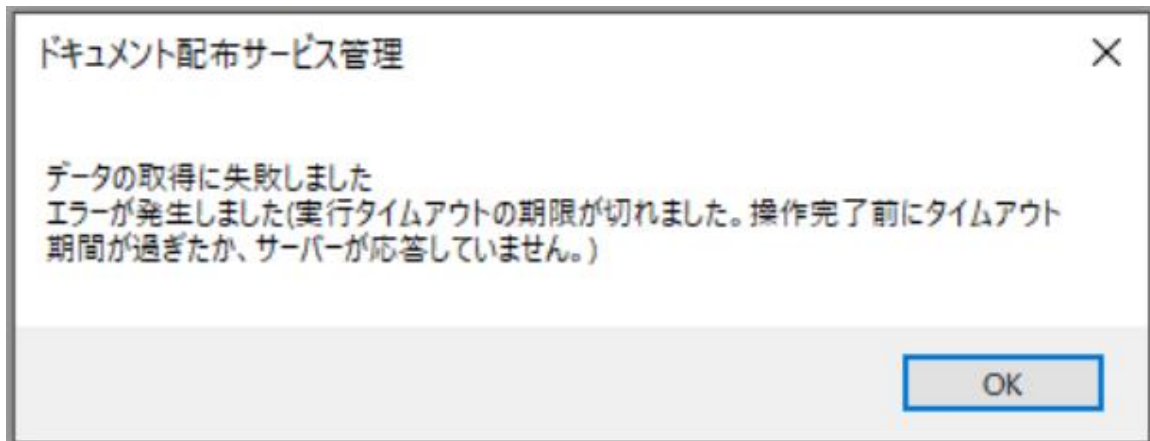 ドキュメント配布サービス管理
データの取得に失敗しました
エラーが発生しました(実行タイムアウトの期限が切れました。操作完了前にタイムアウト
期間が過ぎたか、サーバーが応答していません。)
OK